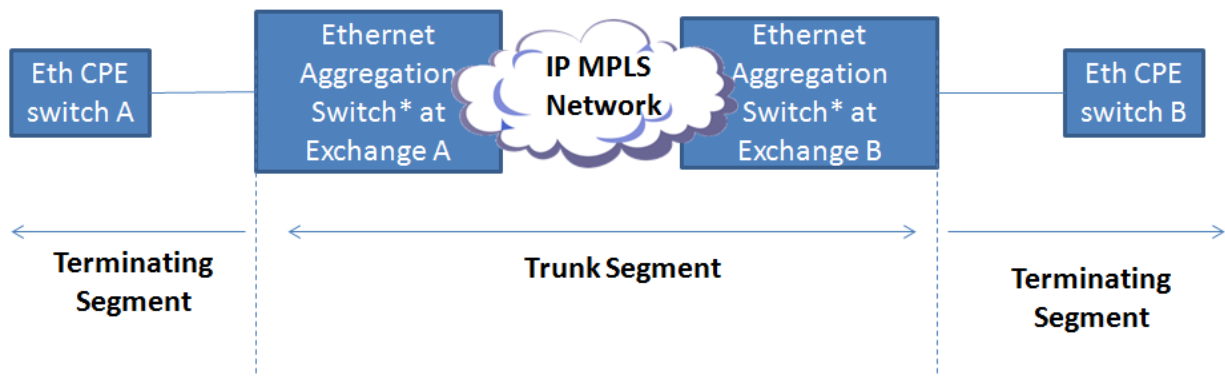 Eth CPE
switch A
Ethernet
Aggregation
Switch* at
Exchange A
IP MPLS
Network
Ethernet
Aggregation
Switch* at
Exchange B
Eth CPE
switch B
Terminating
Segment
Trunk Segment
Terminating
Segment